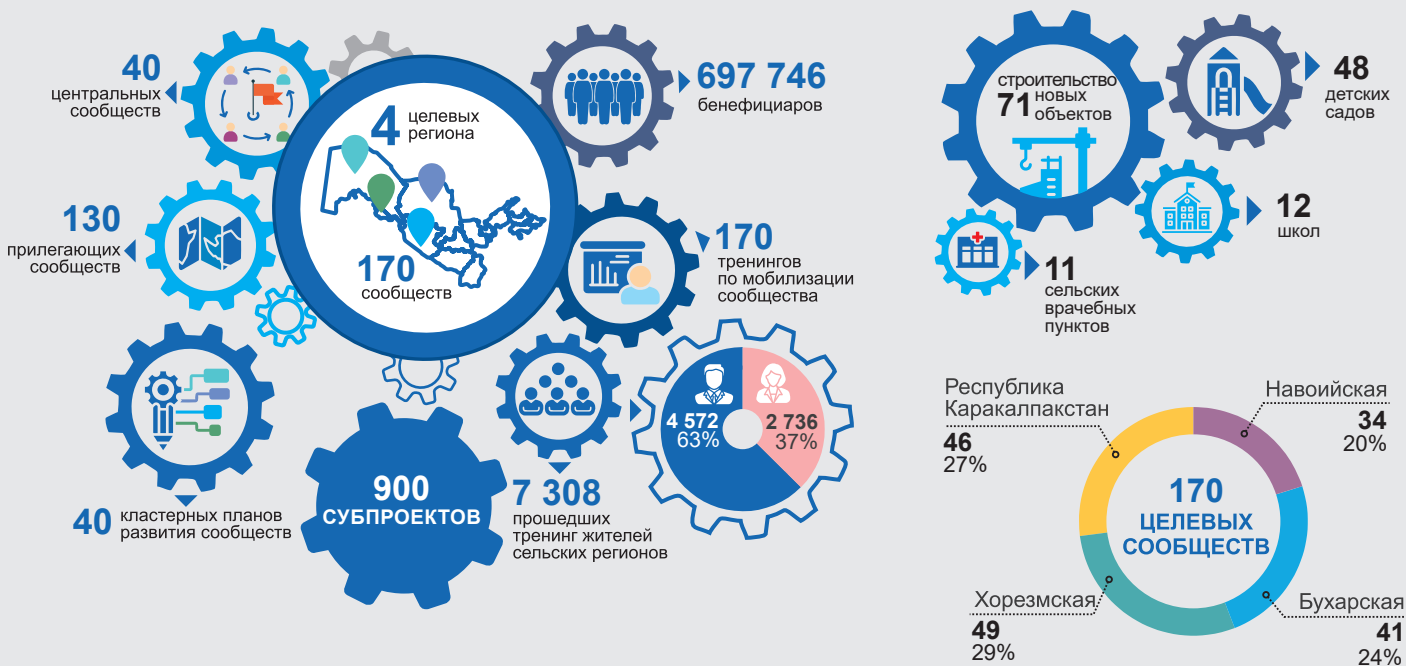 40
центральных
сообществ
4 целевых
региона
170
сообществ
697 746
бенефициаров
130
прилегающих
сообществ
170
тренингов
по мобилизации
сообщества
40 кластерных планов
развития сообществ
900
СУБПРОЕКТОВ
7 308
прошедших
тренинг жителей
сельских регионов
4 572
63%
2 736
37%
строительство
71 новых
объектов
48
детских
садов
12
школ
11
сельских
врачебных
пунктов
Республика
Каракалпакстан
46
27%
Навоийская
34
20%
170
ЦЕЛЕВЫХ
СООБЩЕСТВ
Хорезмская
49
29%
Бухарская
41
24%